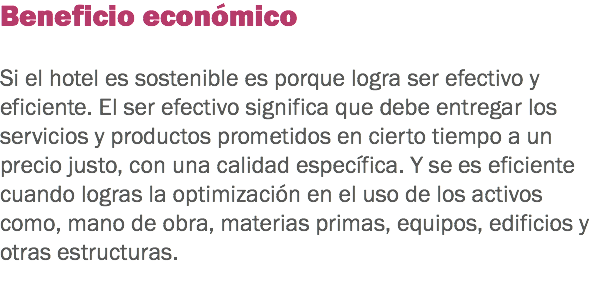 Beneficio económico
Si el hotel es sostenible es porque logra ser efectivo y
eficiente. El ser efectivo significa que debe entregar los
servicios y productos prometidos en cierto tiempo a un
precio justo, con una calidad específica. Y se es eficiente
cuando logras la optimización en el uso de los activos
como, mano de obra, materias primas, equipos, edificios y
otras estructuras.